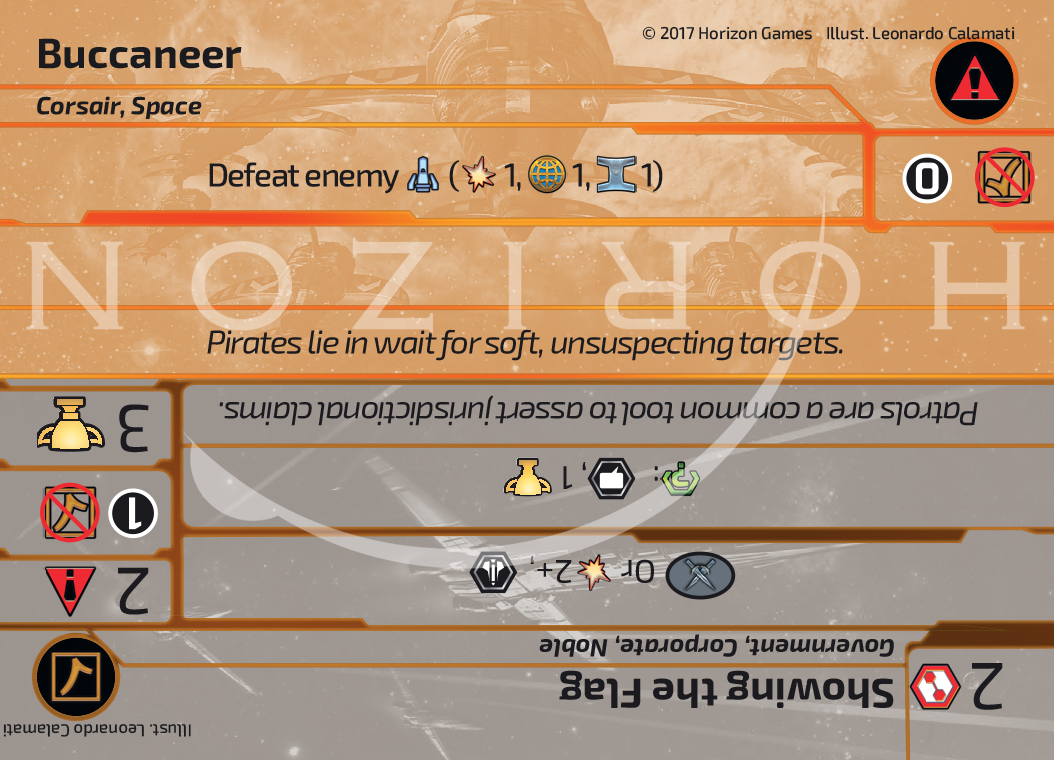 © 2017 Horizon Games Illust. Leonardo Calamati
Buccaneer
Corsair, Space
Defeat enemy ( 1, 1, 1)
0
HORIZON
Pirates lie in wait for soft, unsuspecting targets.
2
Showing the Flag
Government, Corporate, Noble
Or 2+,
2
: , 1
1
Patrols are a common tool to assert jurisdictional claims.
3
Illust. Leonardo Calamati